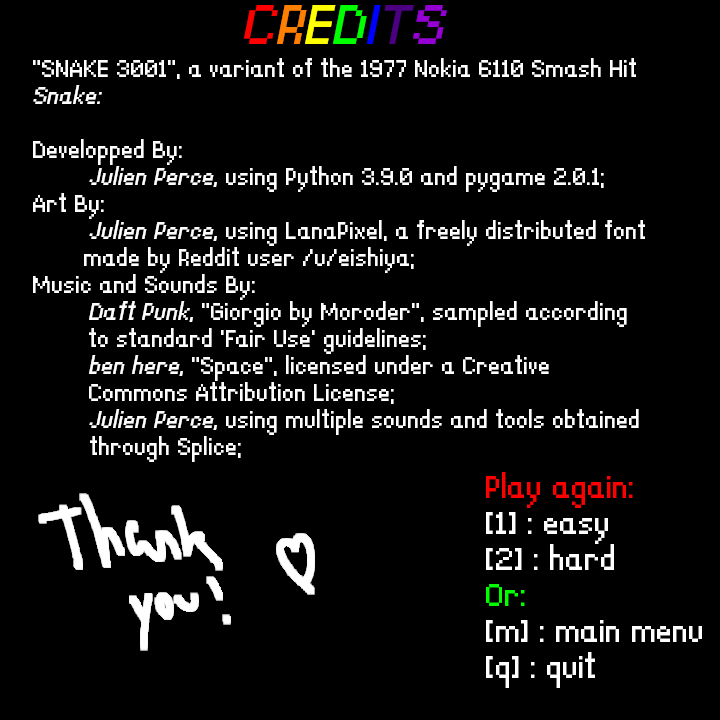 CREDITS
"SNAKE 3001", a variant of the 1977 Nokia 6110 Smash Hit
Snake:
Developped By:
Julien Perce, using Python 3.9.0 and pygame 2.0.1;
Art By:
Julien Perce, using LanaPixel, a freely distributed font
made by Reddit user /u/eishiya;
Music and Sounds By:
Daft Punk, "Giorgio by Moroder", sampled according
to standard 'Fair Use' guidelines;
ben here, "Space", licensed under a Creative
Commons Attribution License;
Julien Perce, using multiple sounds and tools obtained
through Splice;
Thank
you!
Play again:
[1] : easy
[2] : hard
Or:
[m] : main menu
[q] : quit